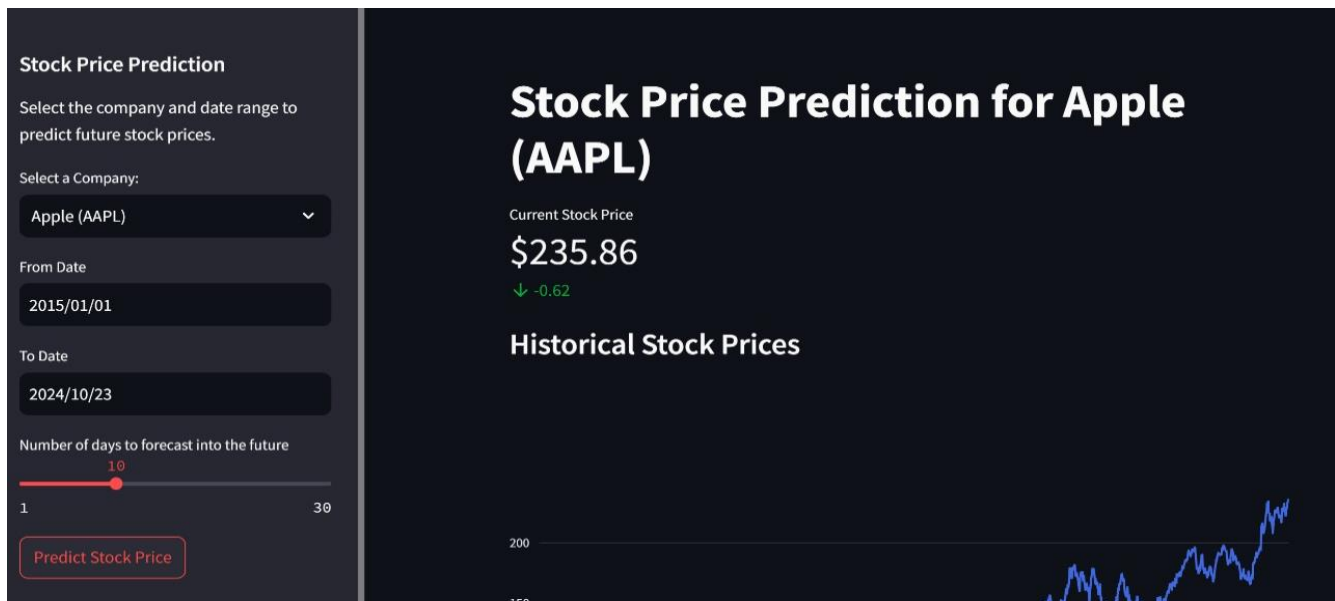 Stock Price Prediction
Select the company and date range to
predict future stock prices.
Select a Company:
Apple (AAPL)
From Date
2015/01/01
To Date
2024/10/23
Number of days to forecast into the future
10
1
30
Predict Stock Price
Stock Price Prediction for Apple
(AAPL)
Current Stock Price
$235.86
↓ -0.62
Historical Stock Prices
200